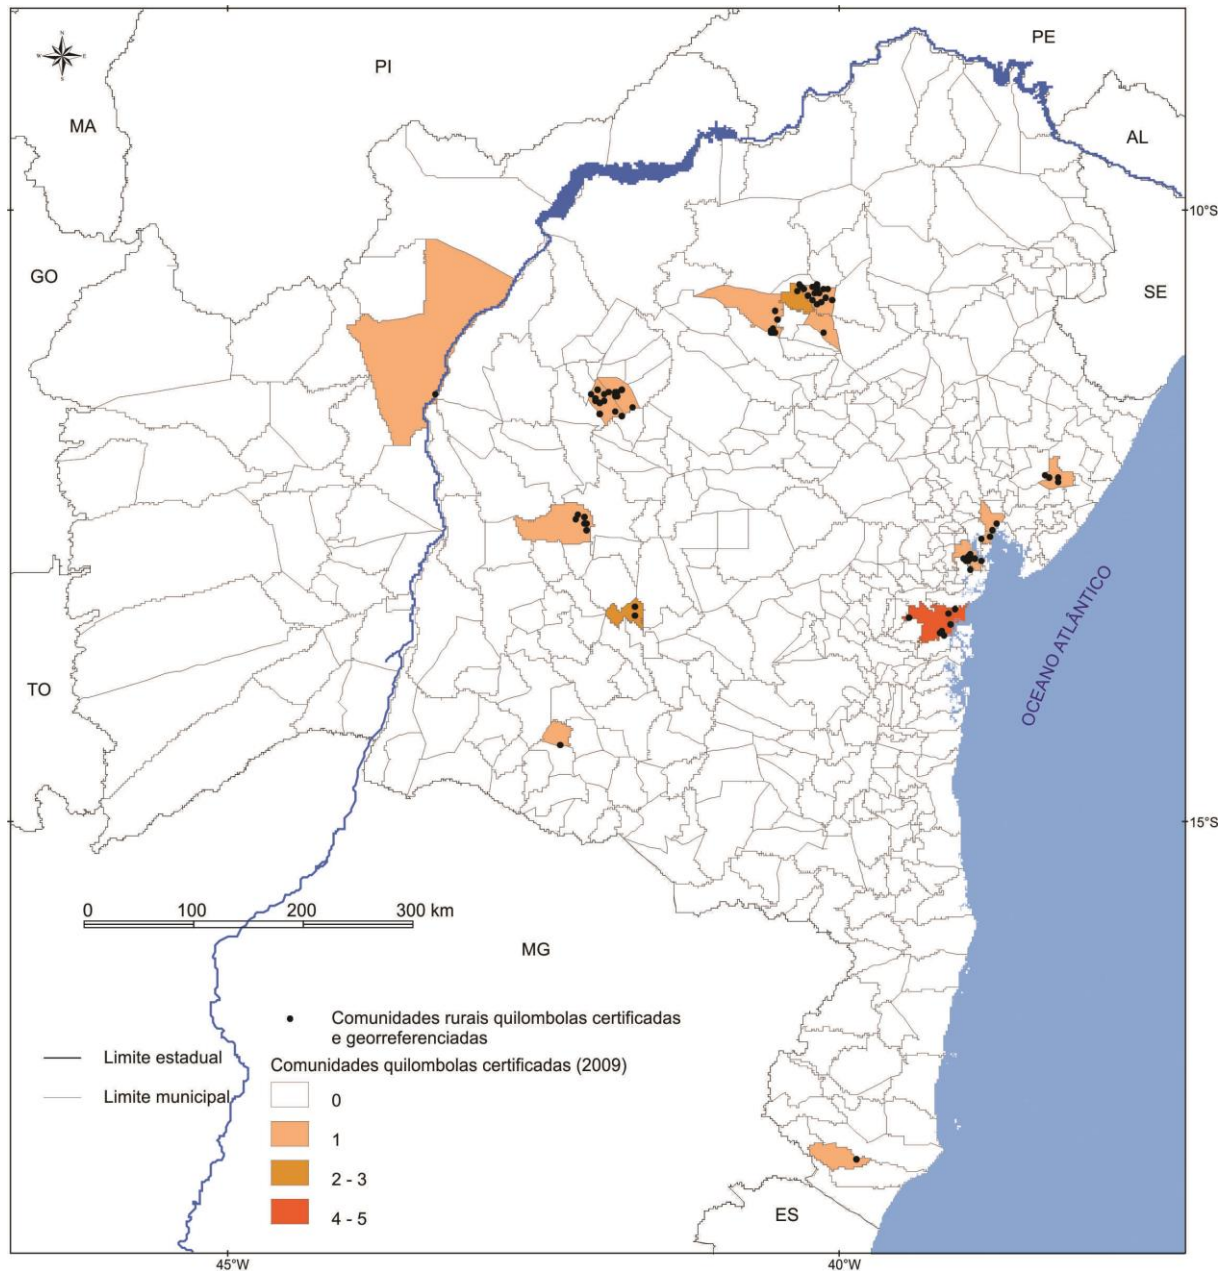 PE
PI
N
W E
S
MA
AL
10°S
GO
SE
OCEANO ATLÂNTICO
TO
15°S
0 100 200 300 km
MG
Comunidades rurais quilombolas certificadas
e georreferenciadas
Limite estadual
Comunidades quilombolas certificadas (2009)
Limite municipal
0
1
2 - 3
4 - 5
ES
45°W
40°W